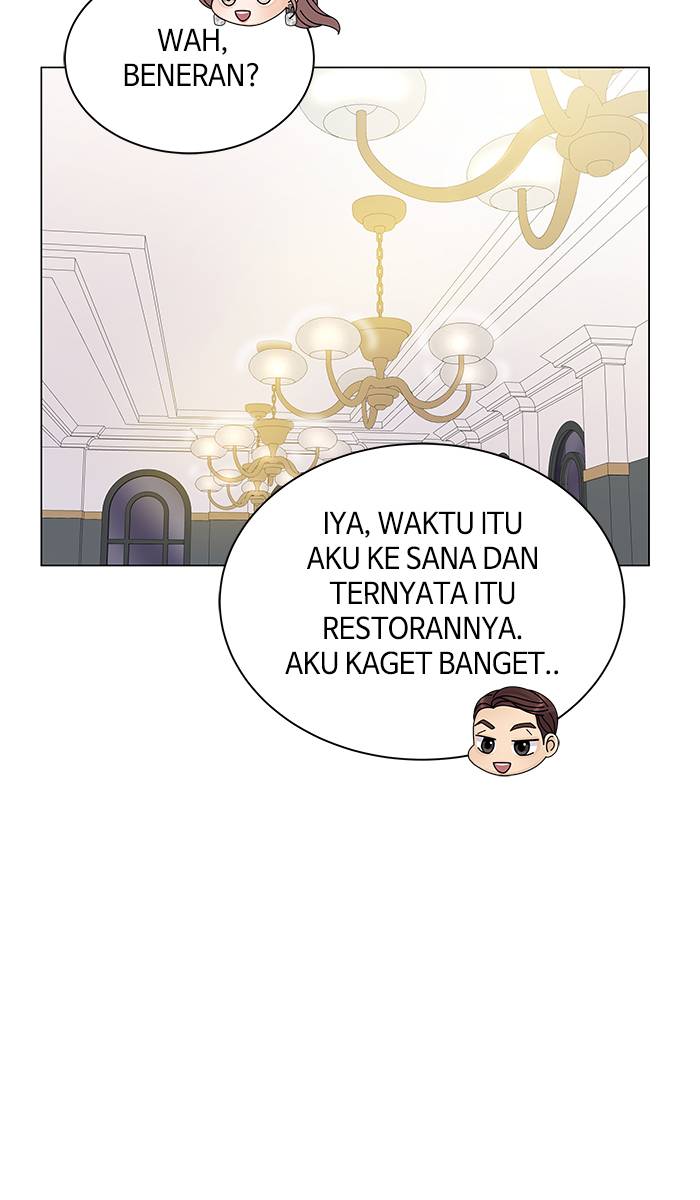 WAH,
BENERAN?
IYA, WAKTU ITU
AKU KE SANA DAN
TERNYATA ITU
RESTORANNYA.
AKU KAGET BANGET..